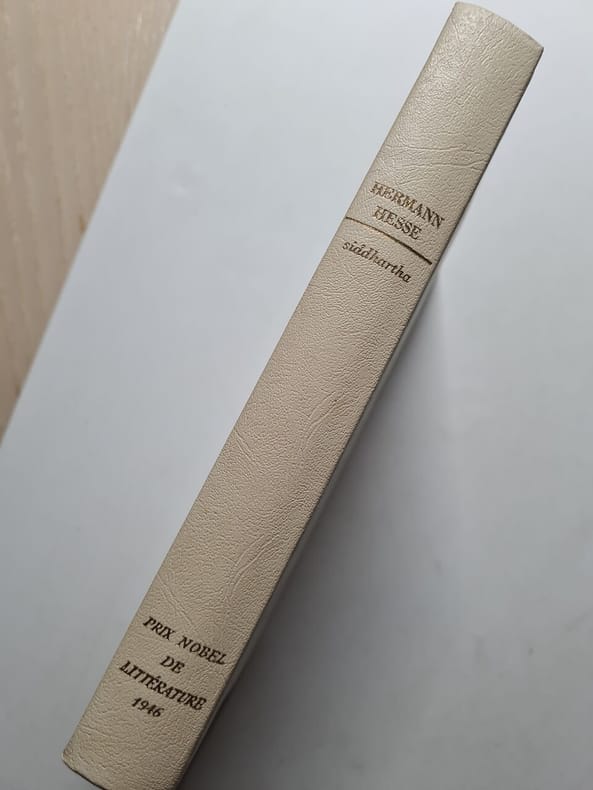 HERMANN
HESSE
siddhartha
PRIX NOBEL
DE
LITTÉRATURE
1946